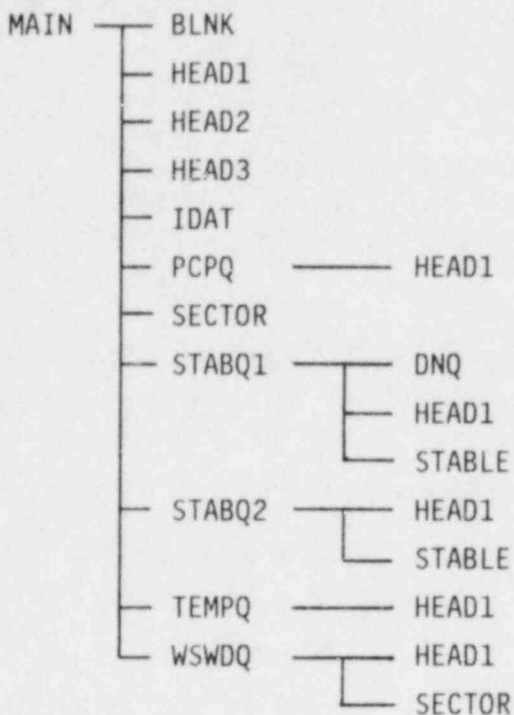 MAIN BLNK
HEAD1
HEAD2
HEAD3
IDAT
PCPQ HEAD1
SECTOR
STABQ1 DNQ
HEAD1
STABLE
STABQ2 HEAD1
STABLE
TEMPQ HEAD1
WSWDQ HEAD1
SECTOR